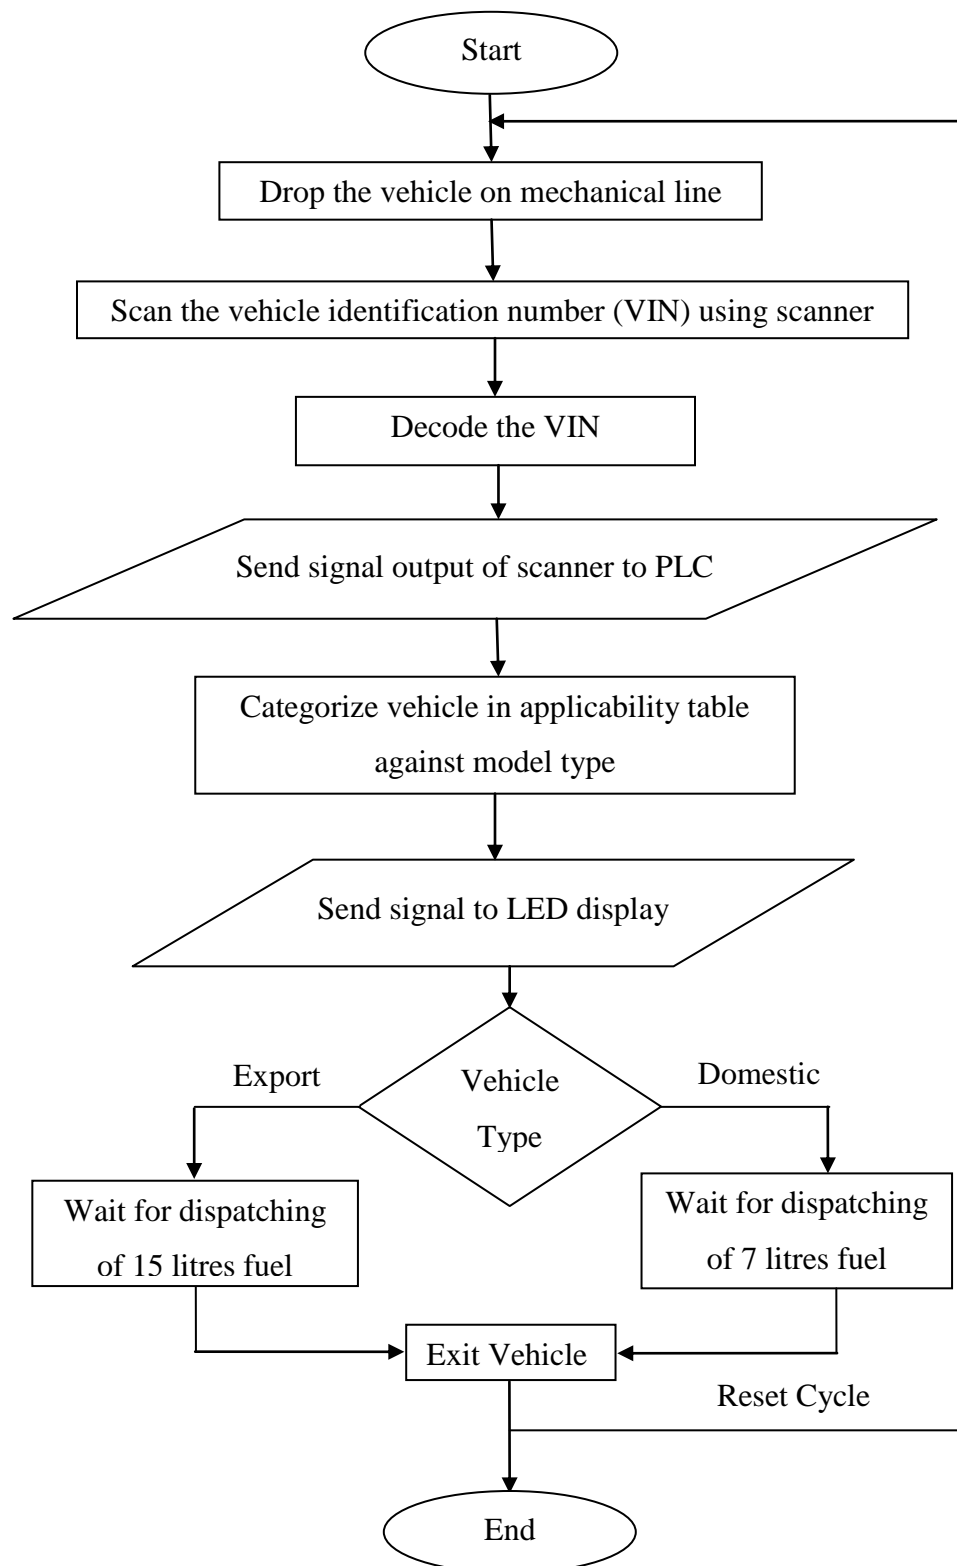 Start
Drop the vehicle on mechanical line
Scan the vehicle identification number (VIN) using scanner
Decode the VIN
Send signal output of scanner to PLC
Categorize vehicle in applicability table
against model type
Send signal to LED display
Export
Vehicle
Type
Domestic
Wait for dispatching
of 15 litres fuel
Wait for dispatching
of 7 litres fuel
Exit Vehicle
Reset Cycle
End